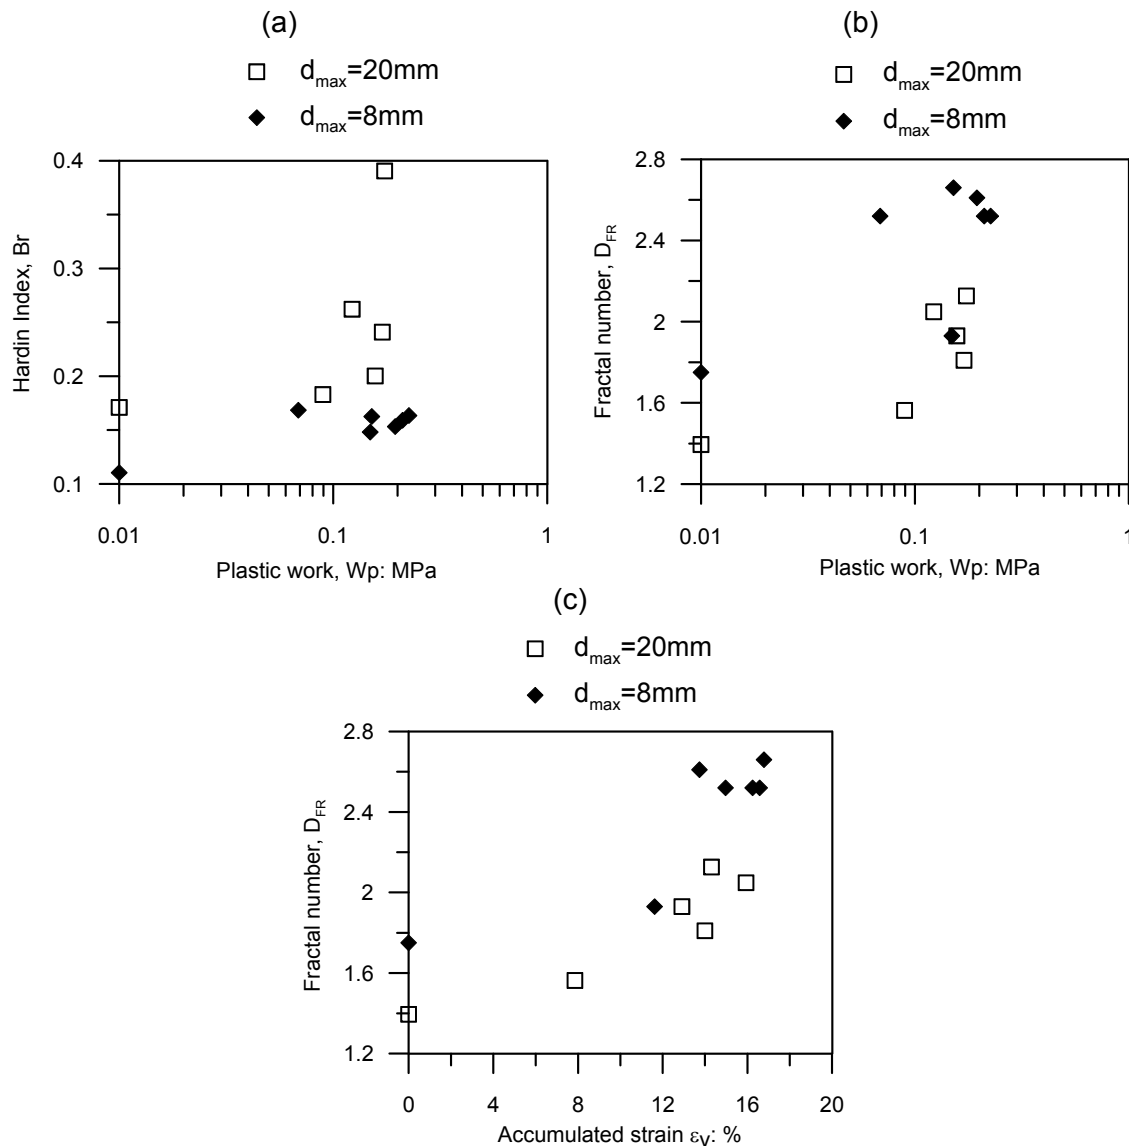 (a)
d_max=20mm
d_max=8mm
0.4
0.3
0.2
0.1
Hardin Index, Br
0.01 0.1 1
Plastic work, Wp: MPa
(b)
d_max=20mm
d_max=8mm
2.8
2.4
2
1.6
1.2
Fractal number, D_FR
0.01 0.1 1
Plastic work, Wp: MPa
(c)
d_max=20mm
d_max=8mm
2.8
2.4
2
1.6
1.2
Fractal number, D_FR
0 4 8 12 16 20
Accumulated strain ε_v: %